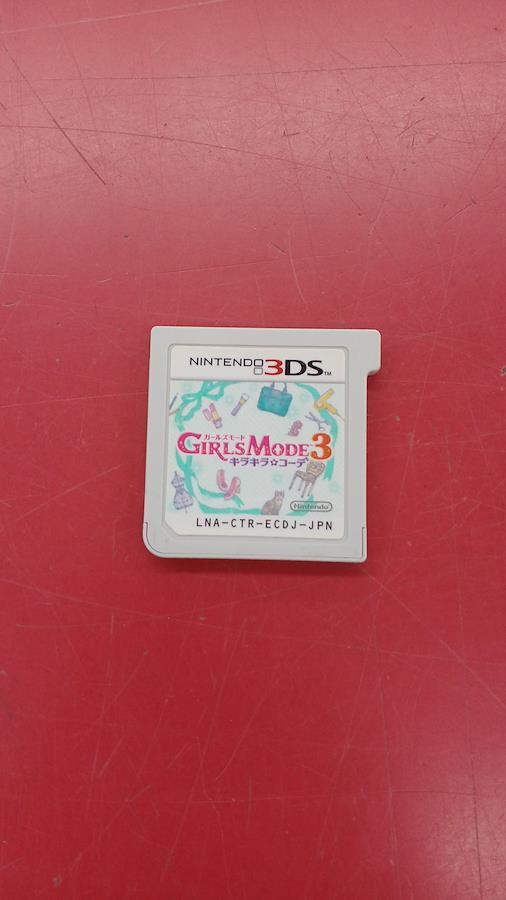 NINTENDO 3DS™
ガールズモード
GIRLS MODE 3
キラキラ☆コーデ
Nintendo
LNA-CTR-ECDJ-JPN